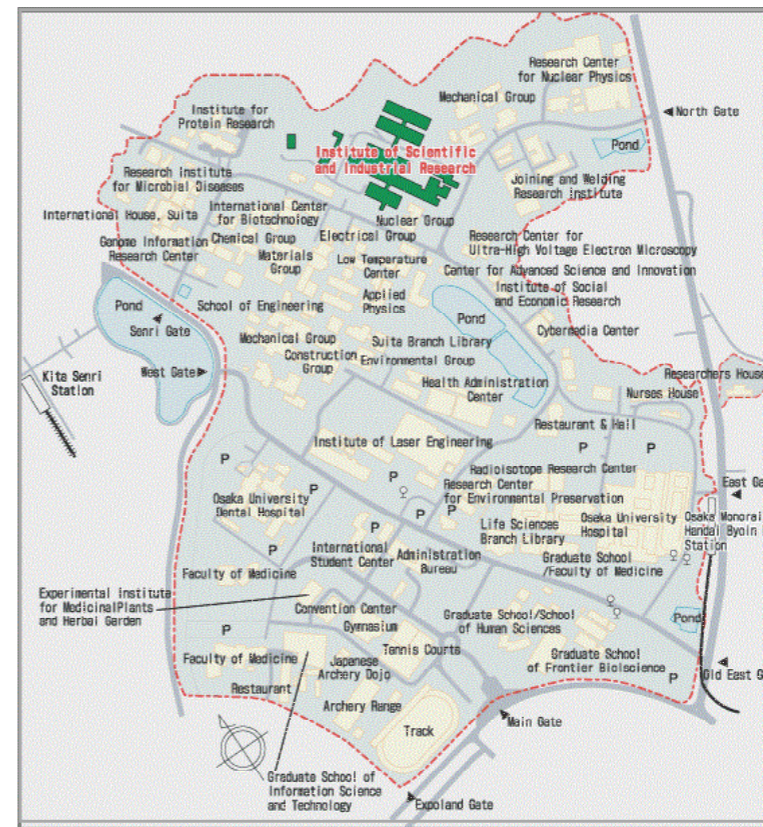 Research Center
for Nuclear Physics
Mechanical Group
North Gate
Institute for
Protein Research
Institute of Scientific
and Industrial Research
Pond
Joining and Welding
Research Institute
Research Institute
for Microbial Diseases
International House, Suita
International Center
for Biotechnology
Nuclear Group
Chemical Group
Electrical Group
Genome Information
Research Center
Materials
Group
Low Temperature
Center
Research Center for
Ultra-High Voltage Electron Microscopy
Center for Advanced Science and Innovation
Institute of Social
and Economic Research
Applied
Physics
Pond
School of Engineering
Senri Gate
Pond
Cybermedia Center
Mechanical Group
Suita Branch Library
Construction
Group
Environmental Group
West Gate
Kita Senri
Station
Health Administration
Center
Researchers House
Nurses House
Restaurant & Hall
Institute of Laser Engineering
P
P
P
P
P
P
P
P
Radioisotope Research Center
Research Center
for Environmental Preservation
East Ga
Osaka University
Dental Hospital
Life Sciences
Branch Library
Osaka University
Hospital
Osaka Monorai
Handai Byoin
Station
International
Student Center
Administration
Bureau
Graduate School
/Faculty of Medicine
Faculty of Medicine
Experimental Institute
for MedicinalPlants
and Herbal Garden
Convention Center
Gymnasium
Graduate School/School
of Human Sciences
Pond
P
Tennis Courts
Faculty of Medicine
Japanese
Archery Dojo
Graduate School
of Frontier Bioiscience
P
Old East G
Restaurant
Archery Range
Track
Main Gate
Graduate School of
Information Science
and Technology
Expoland Gate